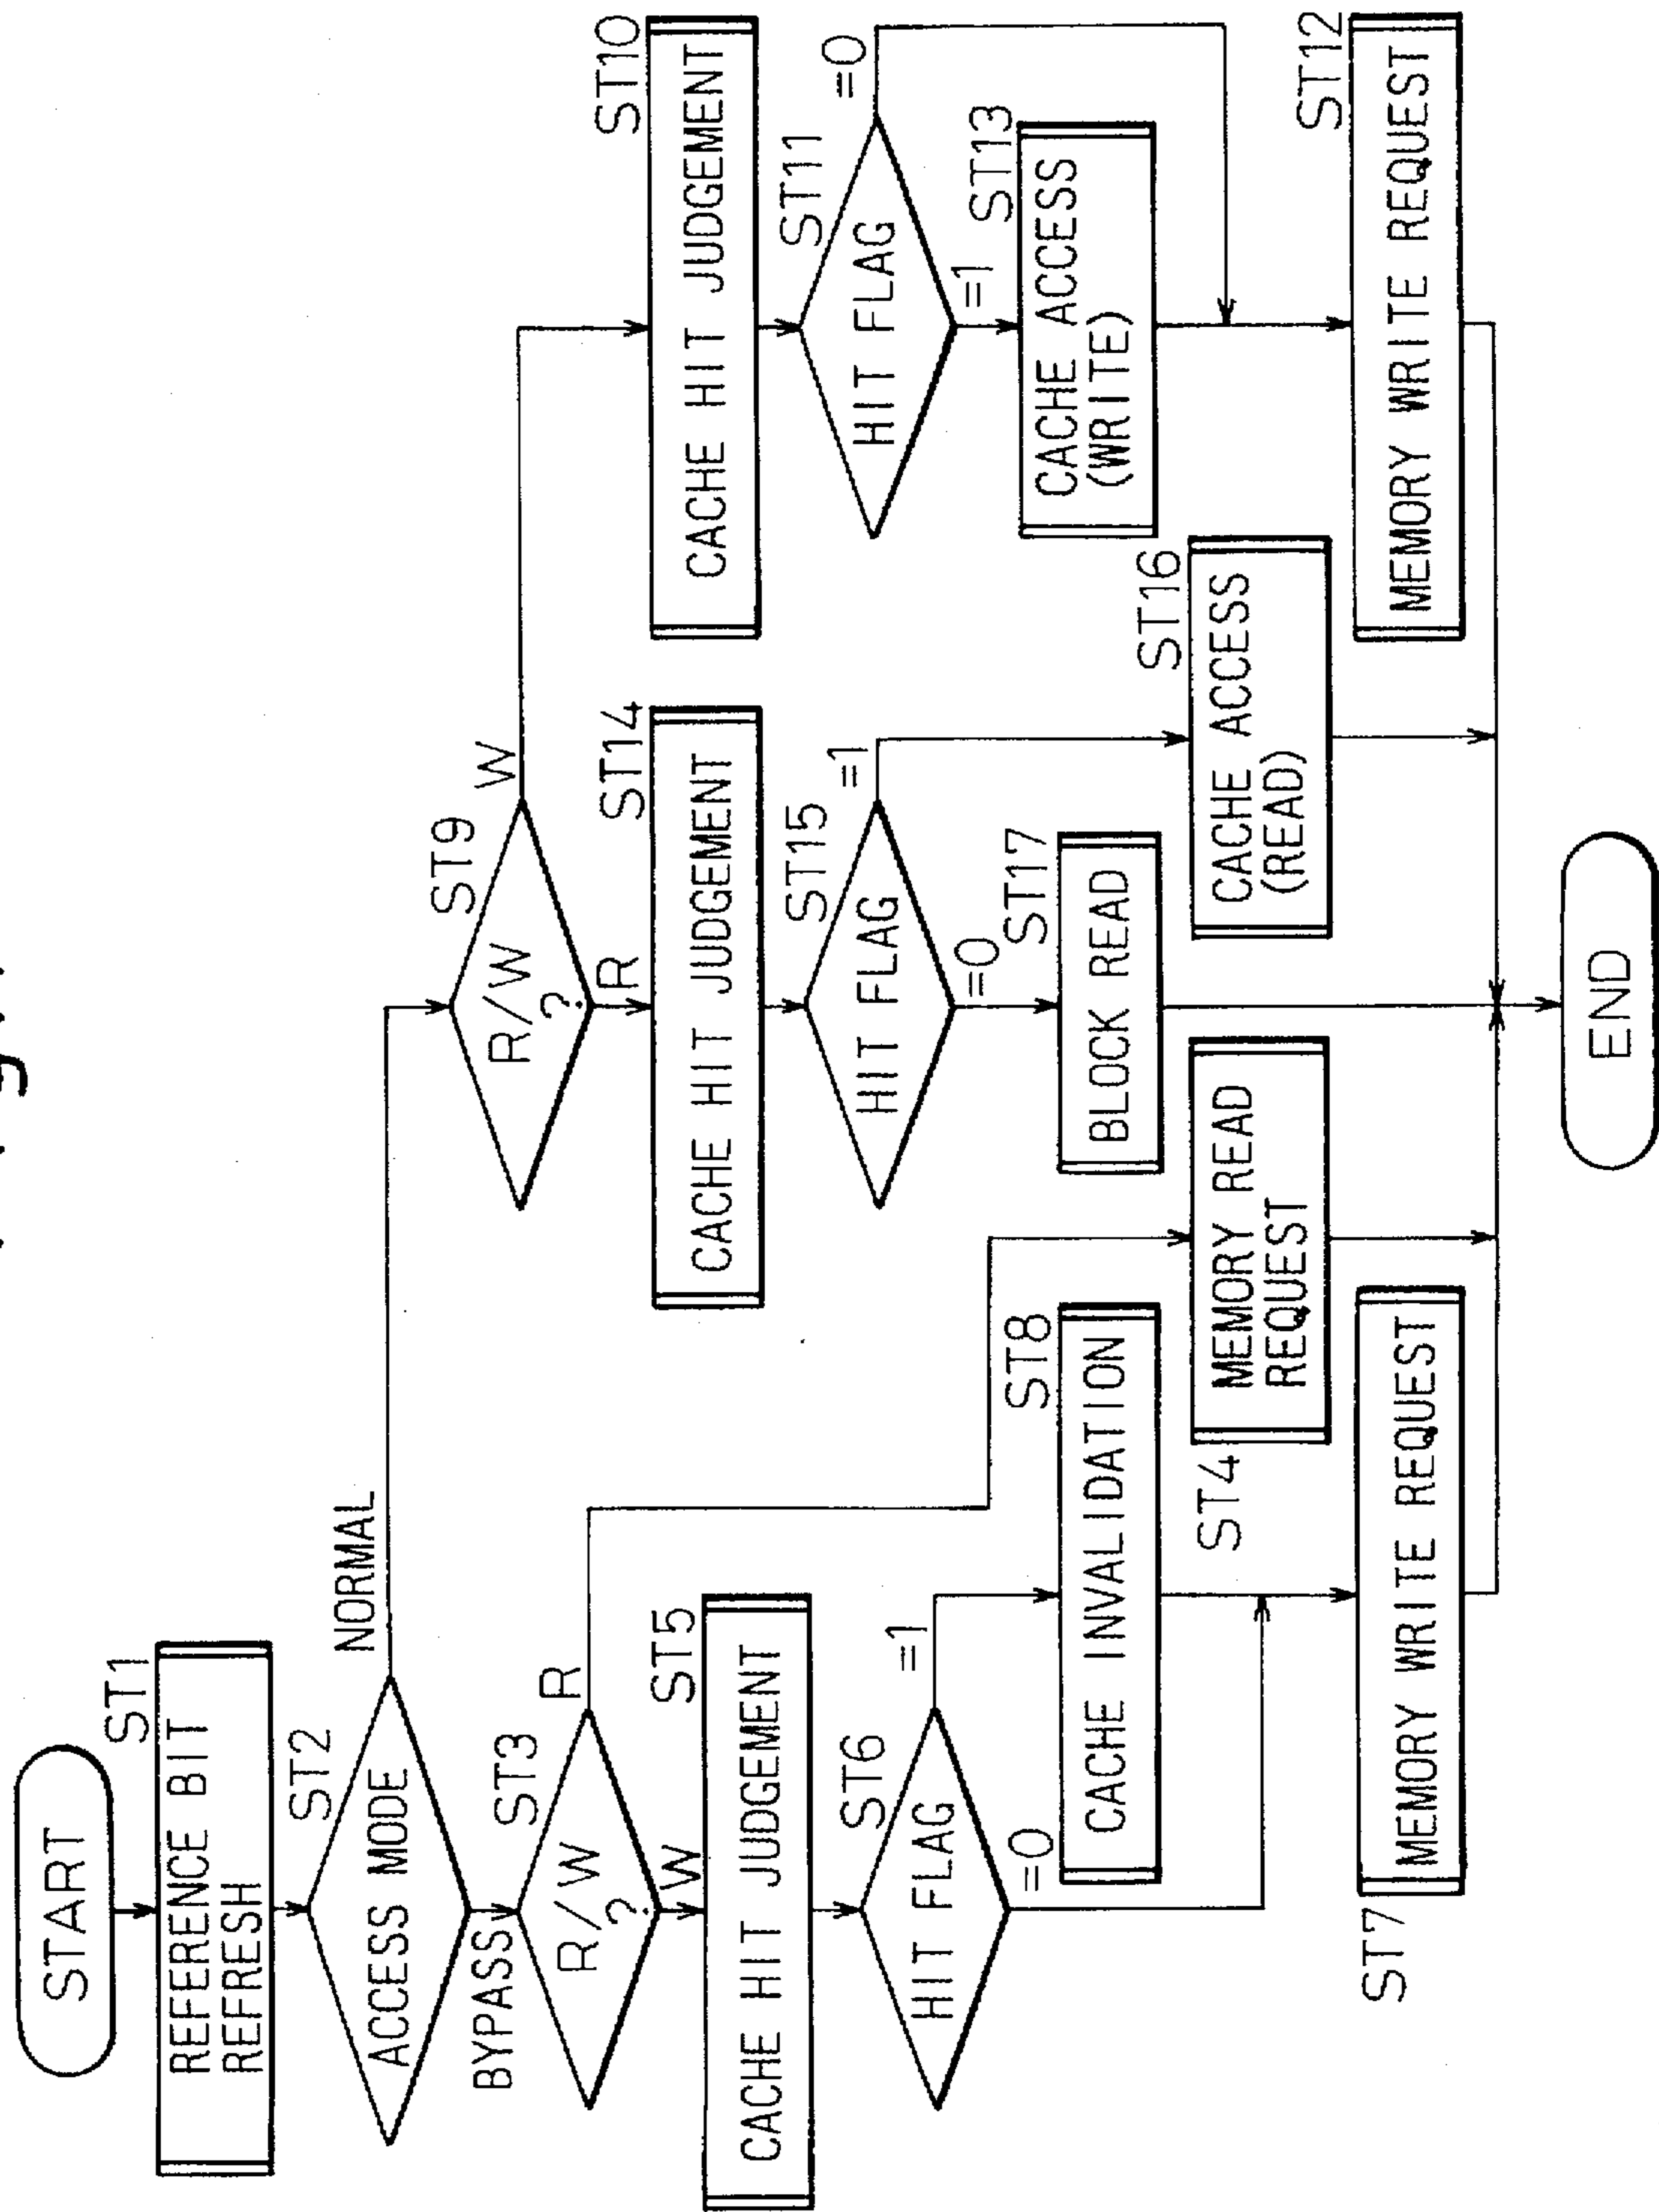 START
ST1
REFERENCE BIT
REFRESH
ST2
ACCESS MODE
NORMAL
BYPASS
ST3
R/W
?
R
W
ST5
CACHE HIT JUDGEMENT
ST6
HIT FLAG
=1
=0
ST8
CACHE INVALIDATION
ST4
MEMORY READ
REQUEST
ST7
MEMORY WRITE REQUEST
ST9
R/W
?
W
R
ST14
CACHE HIT JUDGEMENT
ST15
HIT FLAG
=1
=0
ST17
BLOCK READ
ST16
CACHE ACCESS
(READ)
ST10
CACHE HIT JUDGEMENT
ST11
HIT FLAG
=0
=1
ST13
CACHE ACCESS
(WRITE)
ST12
MEMORY WRITE REQUEST
END